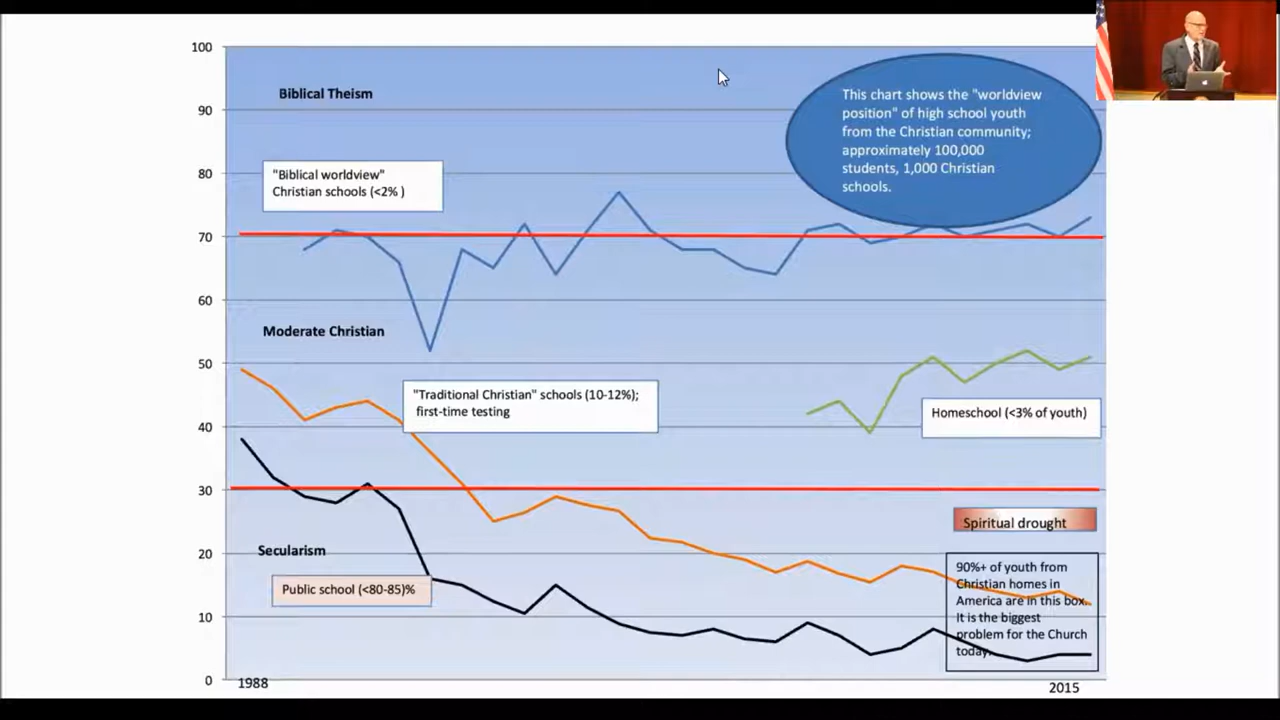 100
90
80
70
60
50
40
30
20
10
0
Biblical Theism
"Biblical worldview"
Christian schools (<2% )
This chart shows the "worldview
position" of high school youth
from the Christian community;
approximately 100,000
students, 1,000 Christian
schools.
Moderate Christian
"Traditional Christian" schools (10-12%);
first-time testing
Homeschool (<3% of youth)
Secularism
Public school (<80-85)%
Spiritual drought
90%+ of youth from
Christian homes in
America are in this box.
It is the biggest
problem for the Church
today.
1988
2015